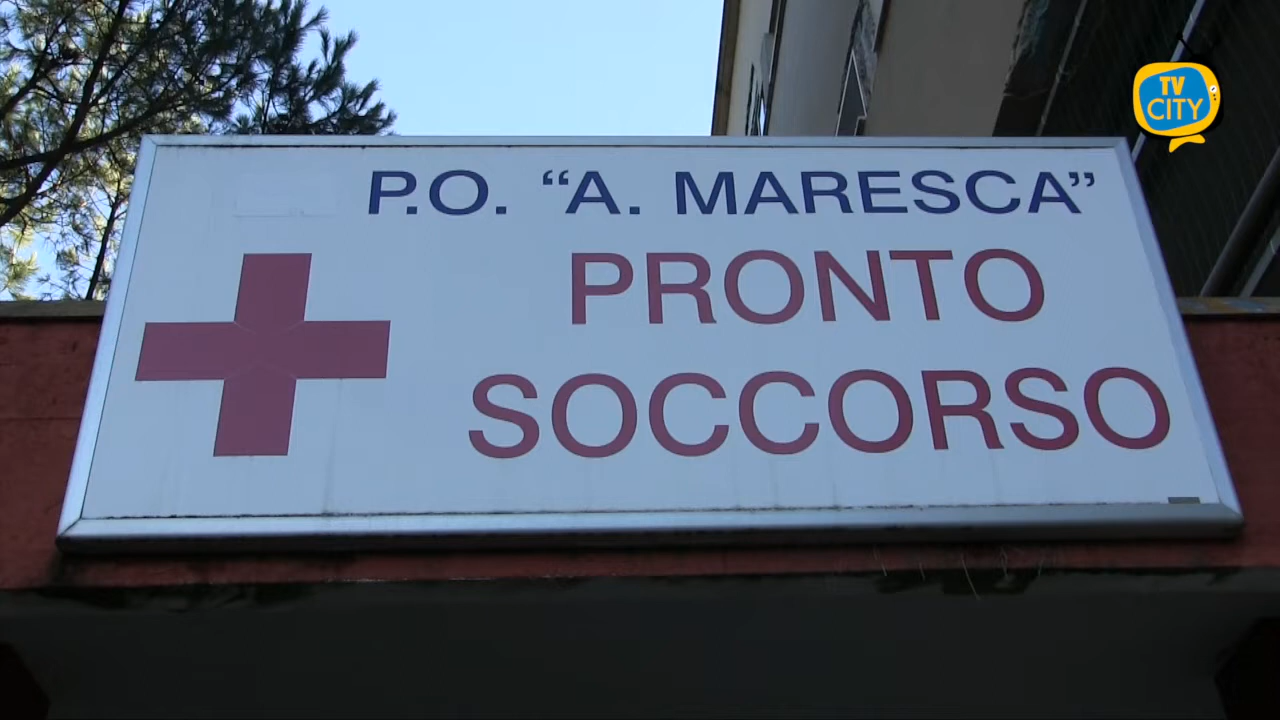 P.O. “A. MARESCA”
PRONTO
SOCCORSO
TV
CITY